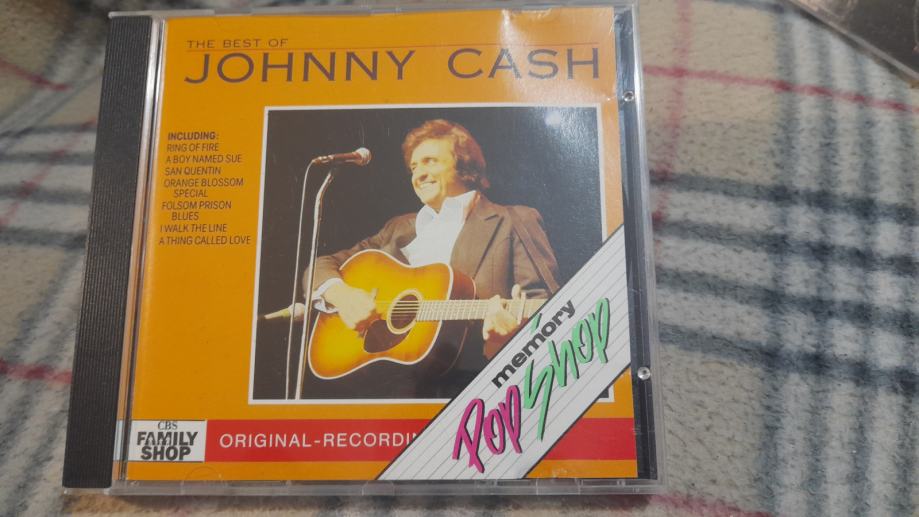 THE BEST OF
JOHNNY CASH
INCLUDING:
RING OF FIRE
A BOY NAMED SUE
SAN QUENTIN
ORANGE BLOSSOM
SPECIAL
FOLSOM PRISON
BLUES
I WALK THE LINE
A THING CALLED LOVE
memory
Pop Shop
CBS
FAMILY
SHOP
ORIGINAL-RECORDIN